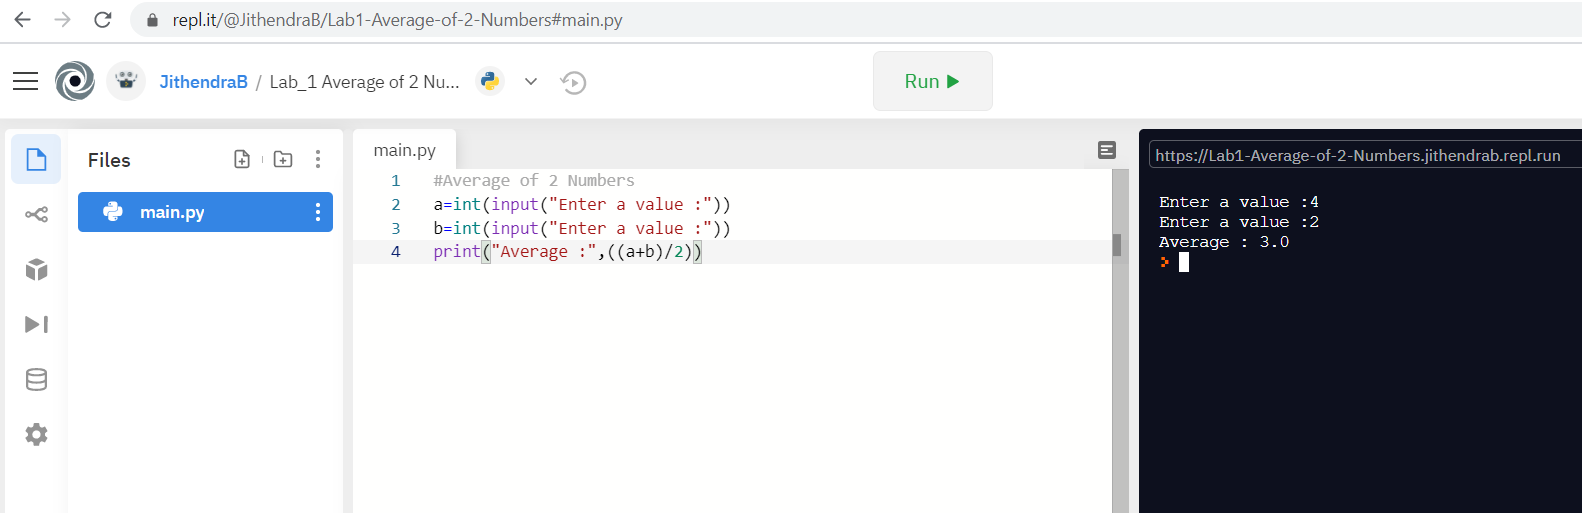 repl.it/@JithendraB/Lab1-Average-of-2-Numbers#main.py
JithendraB / Lab_1 Average of 2 Nu...
Run
Files
main.py
main.py
1 #Average of 2 Numbers
2 a=int(input("Enter a value :"))
3 b=int(input("Enter a value :"))
4 print("Average :",((a+b)/2))
https://Lab1-Average-of-2-Numbers.jithendrab.repl.run
Enter a value :4
Enter a value :2
Average : 3.0
>